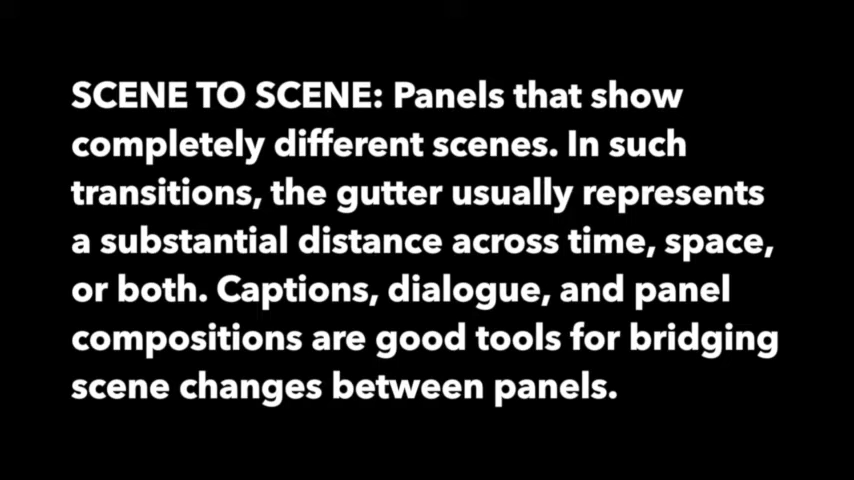 SCENE TO SCENE: Panels that show
completely different scenes. In such
transitions, the gutter usually represents
a substantial distance across time, space,
or both. Captions, dialogue, and panel
compositions are good tools for bridging
scene changes between panels.